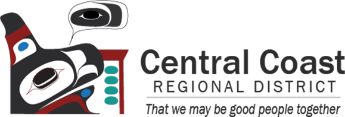 Central Coast
REGIONAL DISTRICT
That we may be good people together